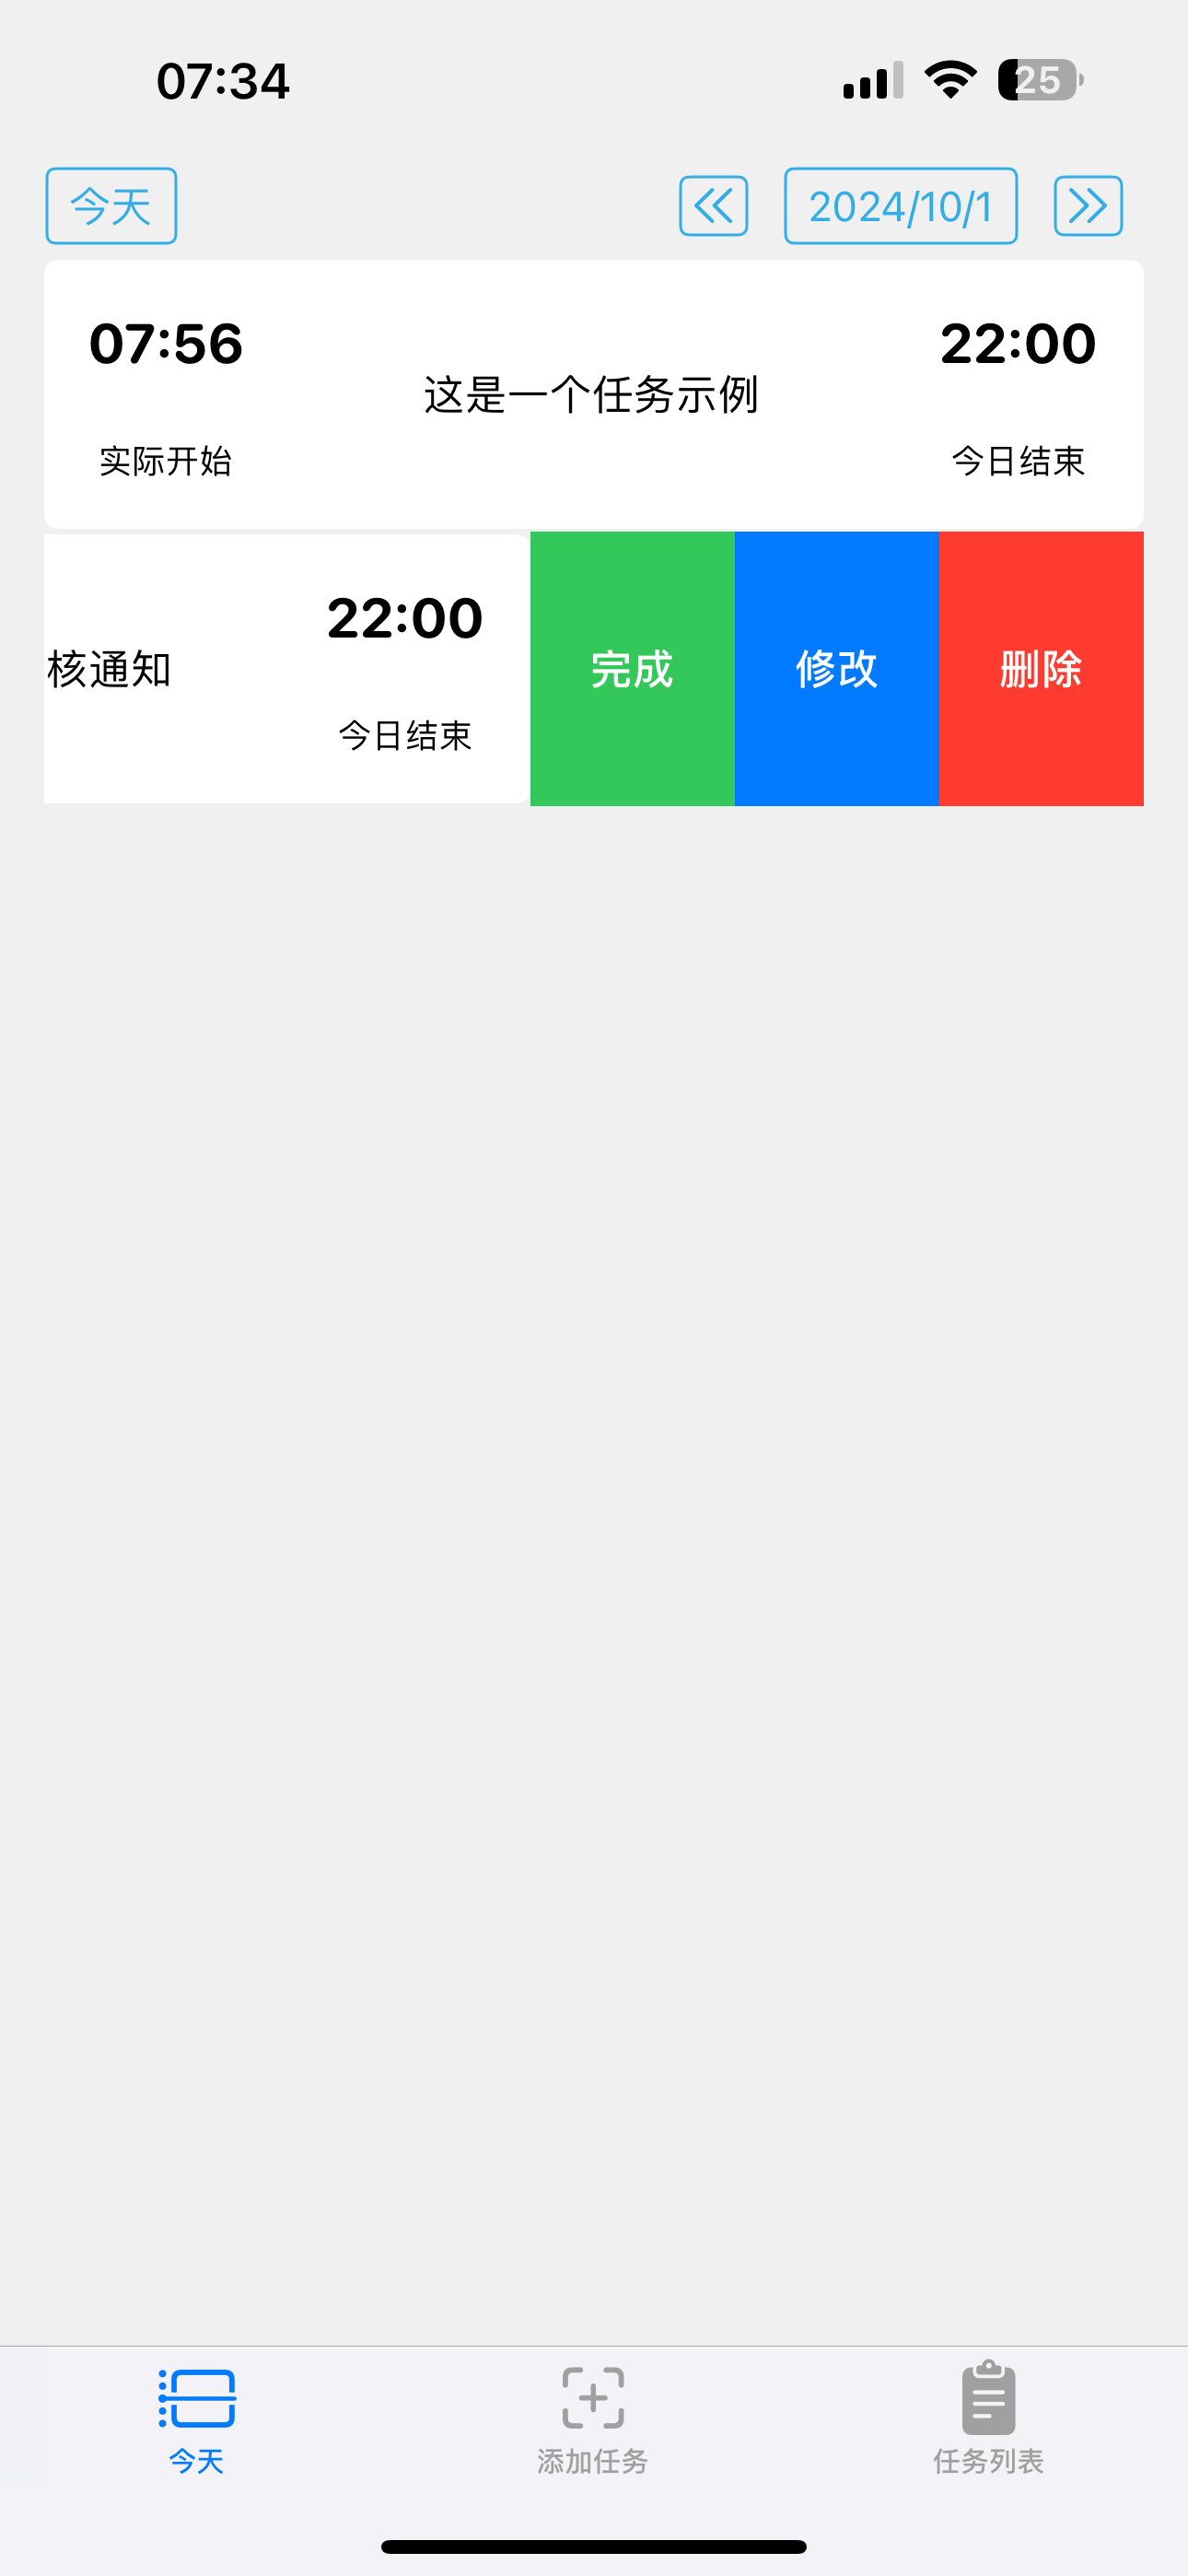 07:34
25
今天
2024/10/1
07:56
22:00
这是一个任务示例
实际开始
今日结束
22:00
核通知
今日结束
完成
修改
删除
今天
添加任务
任务列表